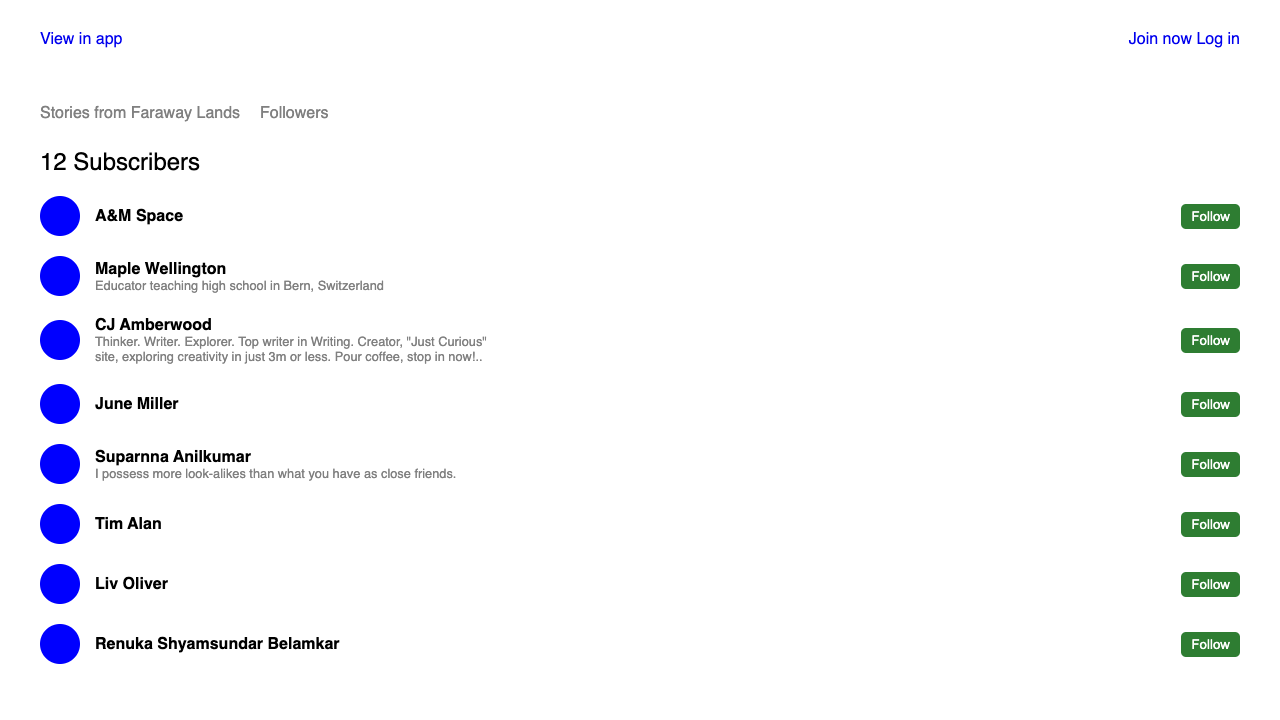 View in app
Join now Log in
Stories from Faraway Lands Followers
12 Subscribers
A&M Space
Follow
Maple Wellington
Educator teaching high school in Bern, Switzerland
Follow
CJ Amberwood
Thinker. Writer. Explorer. Top writer in Writing. Creator, "Just Curious"
site, exploring creativity in just 3m or less. Pour coffee, stop in now!..
Follow
June Miller
Follow
Suparnna Anilkumar
I possess more look-alikes than what you have as close friends.
Follow
Tim Alan
Follow
Liv Oliver
Follow
Renuka Shyamsundar Belamkar
Follow